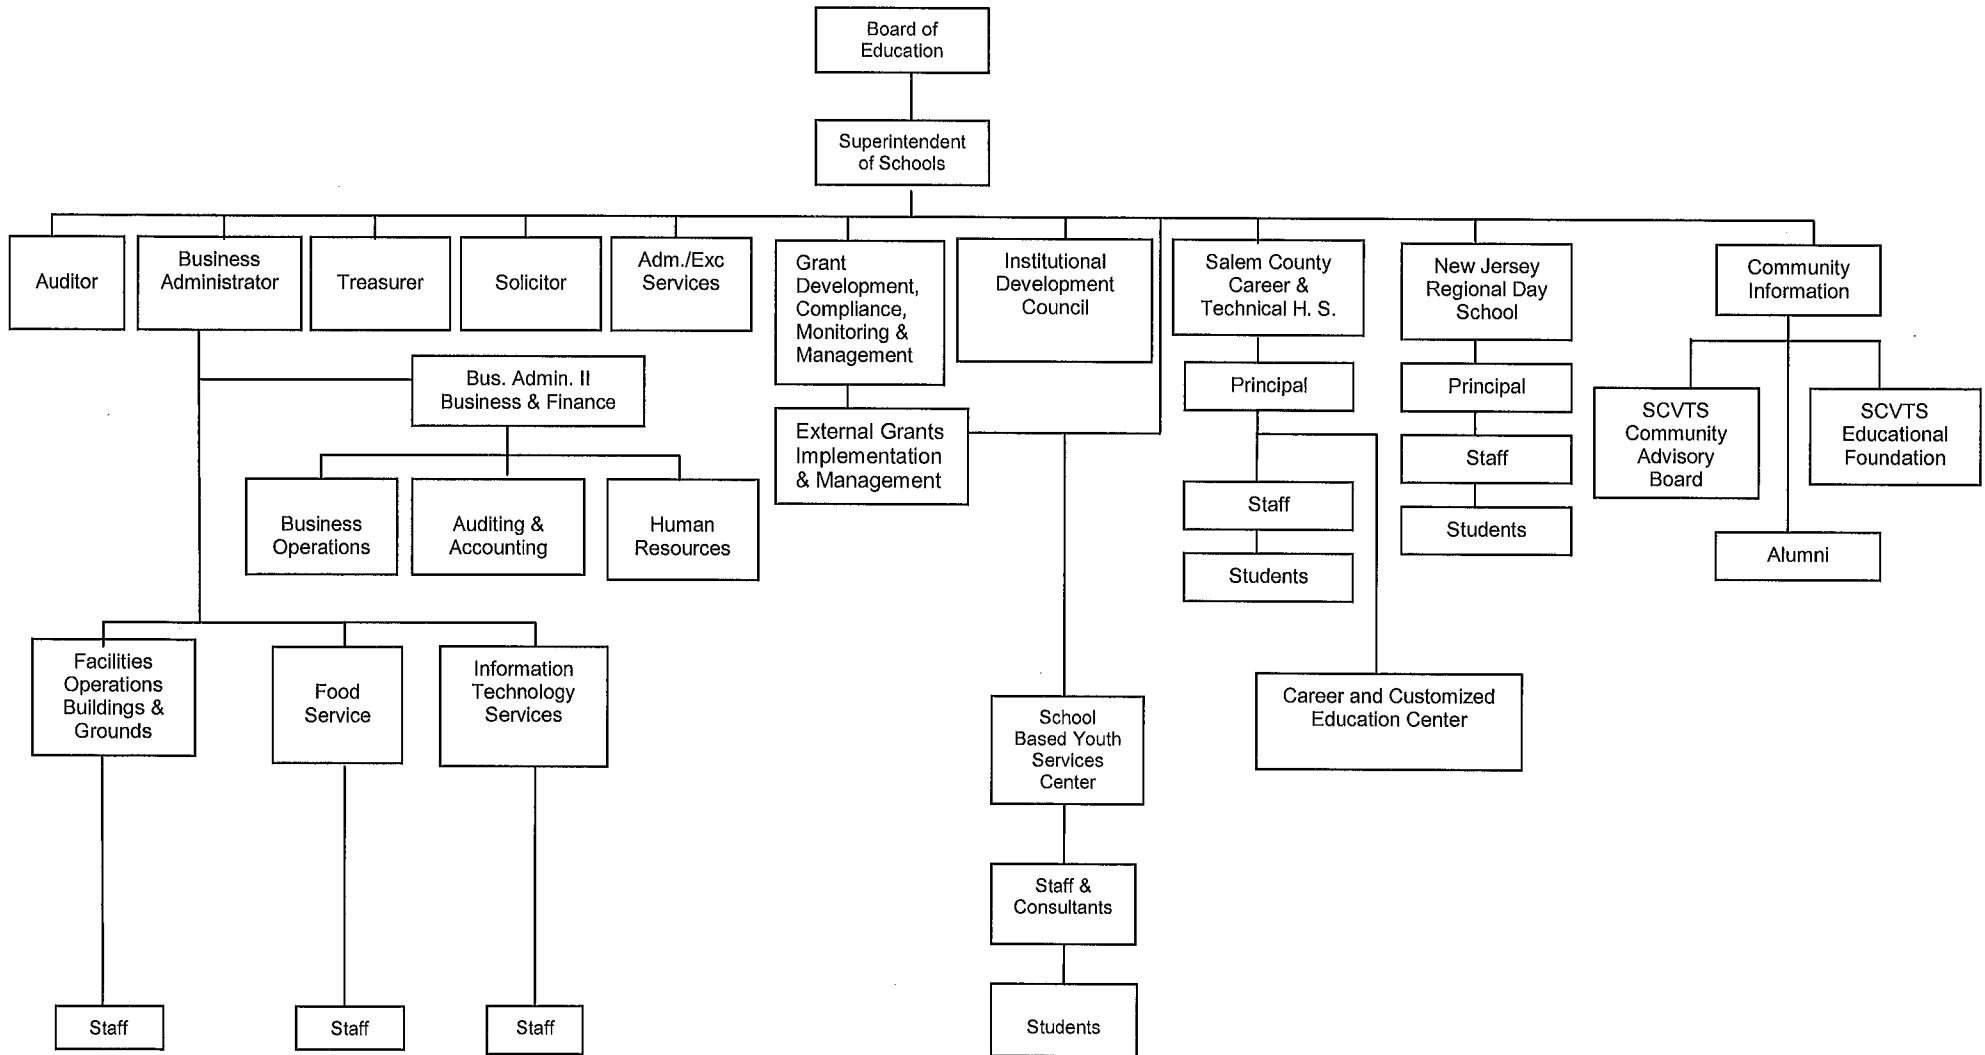 Board of
Education
Superintendent
of Schools
Auditor
Business
Administrator
Treasurer
Solicitor
Adm./Exc
Services
Grant
Development,
Compliance,
Monitoring &
Management
Institutional
Development
Council
Salem County
Career &
Technical H. S.
New Jersey
Regional Day
School
Community
Information
Bus. Admin. II
Business & Finance
External Grants
Implementation
& Management
Principal
Principal
SCVTS
Community
Advisory
Board
SCVTS
Educational
Foundation
Business
Operations
Auditing &
Accounting
Human
Resources
Staff
Students
Staff
Students
Alumni
Facilities
Operations
Buildings &
Grounds
Food
Service
Information
Technology
Services
School
Based Youth
Services
Center
Career and Customized
Education Center
Staff &
Consultants
Staff
Staff
Staff
Students